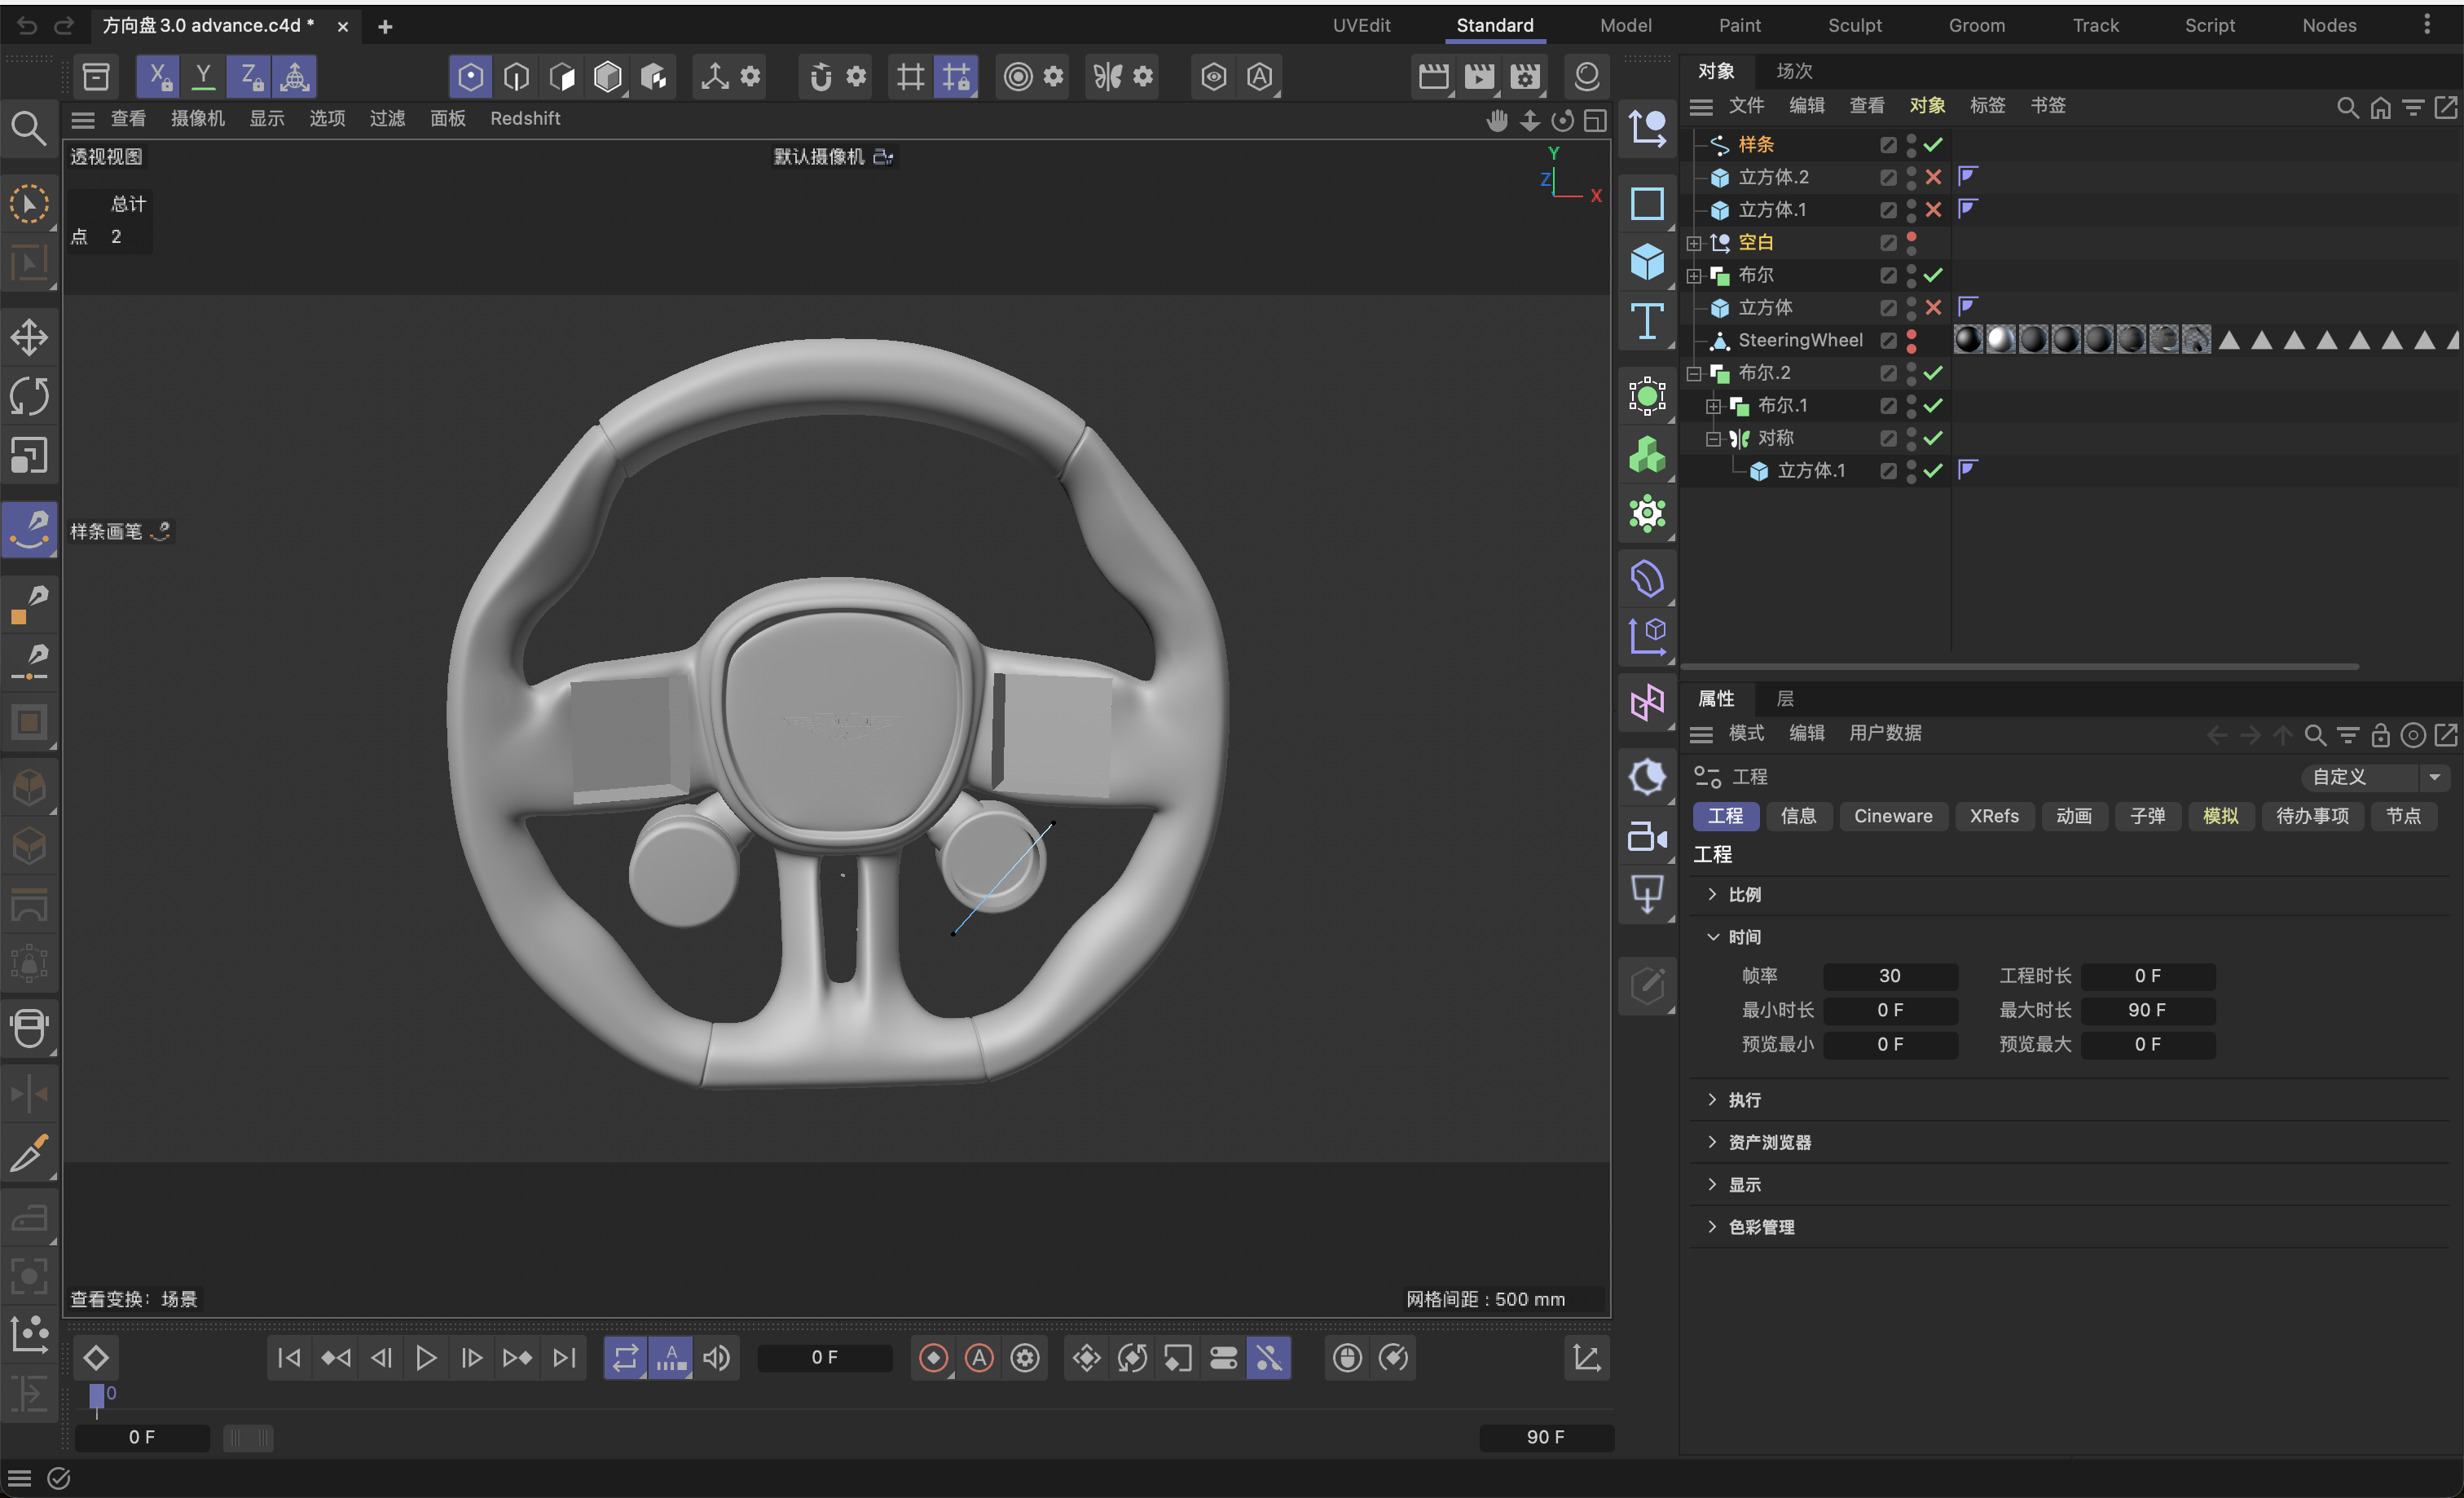 方向盘3.0 advance.c4d *
UVEdit Standard Model Paint Sculpt Groom Track Script Nodes
X Y Z
A
查看 摄像机 显示 选项 过滤 面板 Redshift
透视视图
默认摄像机
Y
Z
X
总计
点 2
样条画笔
查看变换: 场景
网格间距 : 500 mm
A
0 F
A
0
0 F
90 F
对象 场次
文件 编辑 查看 对象 标签 书签
样条
立方体.2
立方体.1
空白
布尔
立方体
SteeringWheel
布尔.2
布尔.1
对称
立方体.1
属性 层
模式 编辑 用户数据
工程
自定义
工程 信息 Cineware XRefs 动画 子弹 模拟 待办事项 节点
工程
比例
时间
帧率 30 工程时长 0 F
最小时长 0 F 最大时长 90 F
预览最小 0 F 预览最大 0 F
执行
资产浏览器
显示
色彩管理